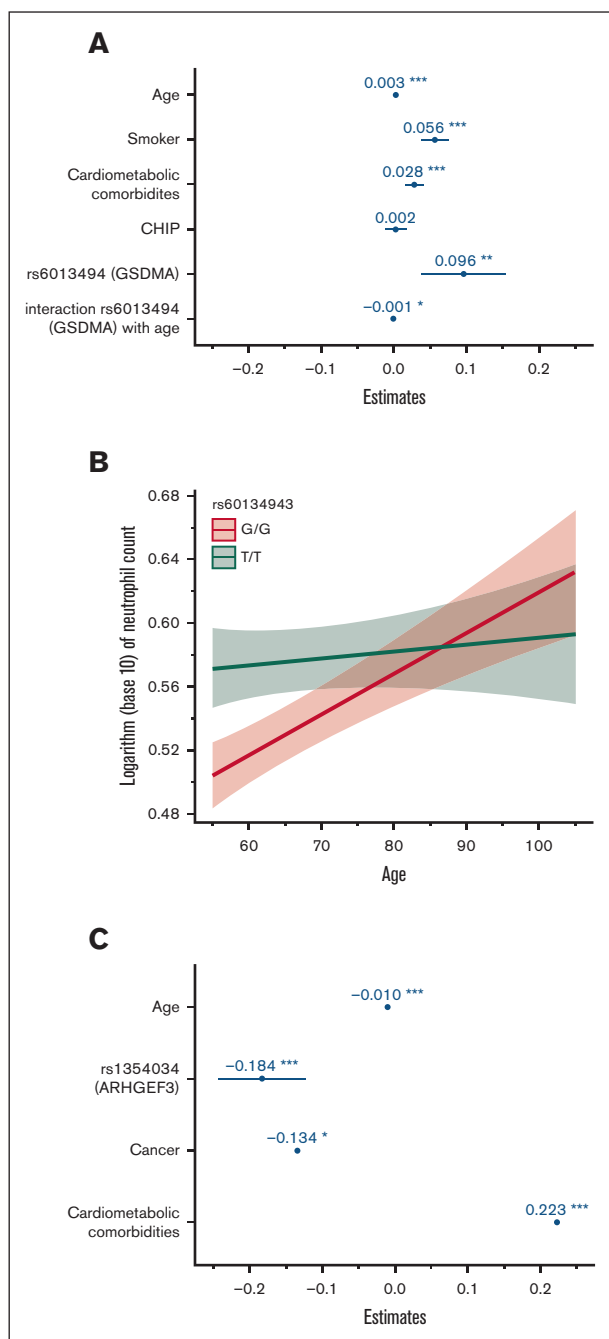 A
Age
0.003 ***
Smoker
0.056 ***
Cardiometabolic
comorbidites
0.028 ***
CHIP
0.002
rs6013494 (GSDMA)
0.096 **
interaction rs6013494
(GSDMA) with age
−0.001 *
−0.2 −0.1 0.0 0.1 0.2
Estimates
B
Logarithm (base 10) of neutrophil count
0.68
0.64
0.60
0.56
0.52
0.48
rs60134943
G/G
T/T
60 70 80 90 100
Age
C
Age
−0.010 ***
rs1354034
(ARHGEF3)
−0.184 ***
Cancer
−0.134 *
Cardiometabolic
comorbidities
0.223 ***
−0.2 −0.1 0.0 0.2
Estimates